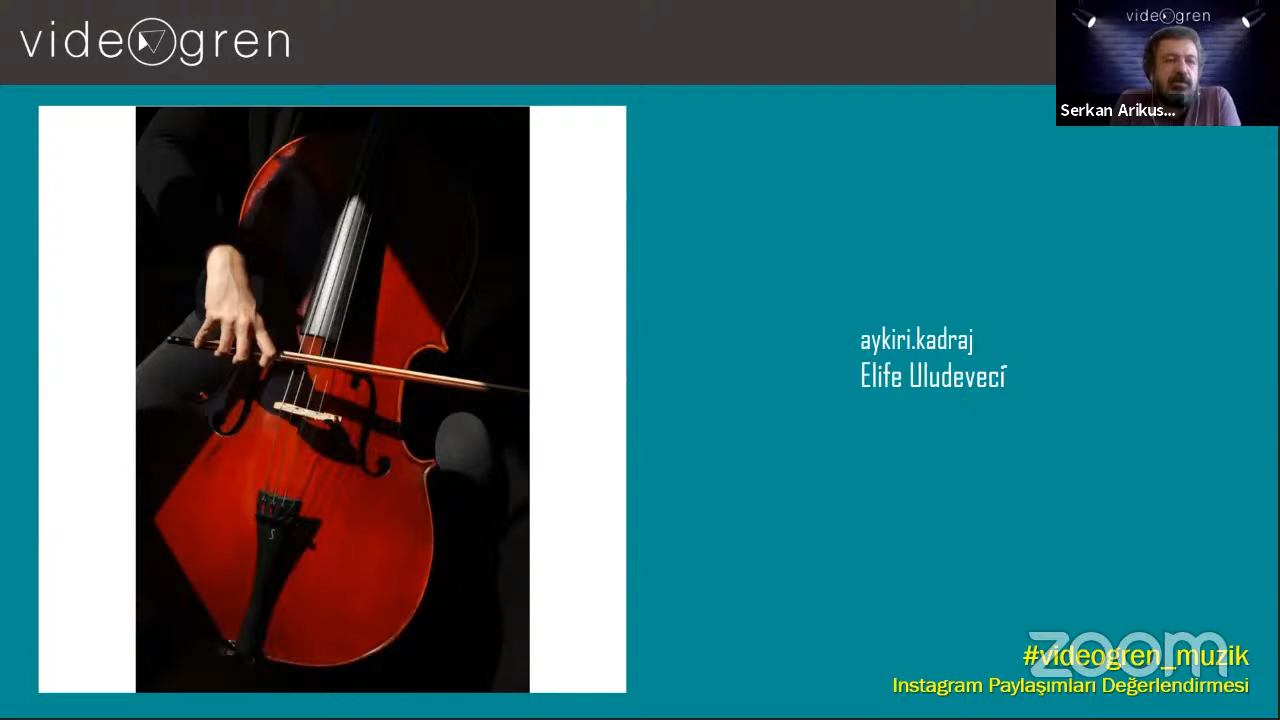 videogren
videogren
Serkan Arikus...
aykiri.kadraj
Elife Uludeveci
S
zoom
#videogren_muzik
Instagram Paylaşımları Değerlendirmesi